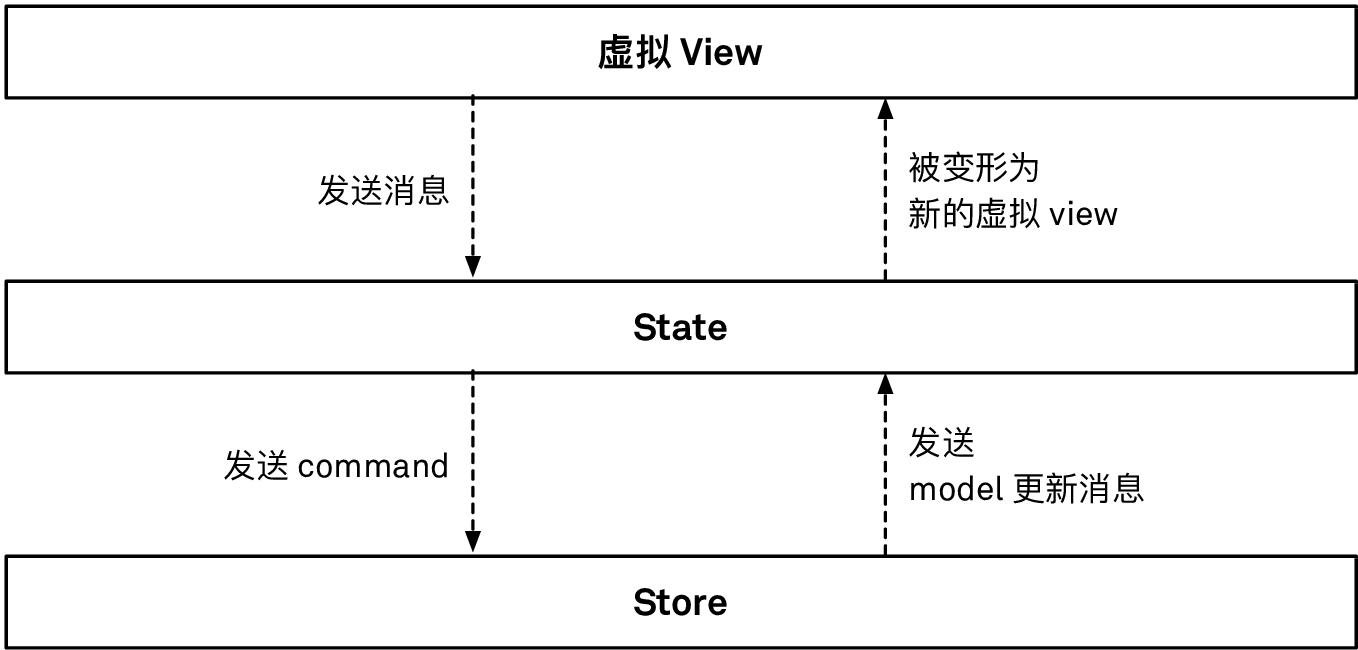 虚拟 View
发送消息
被变形为
新的虚拟 view
State
发送 command
发送
model 更新消息
Store